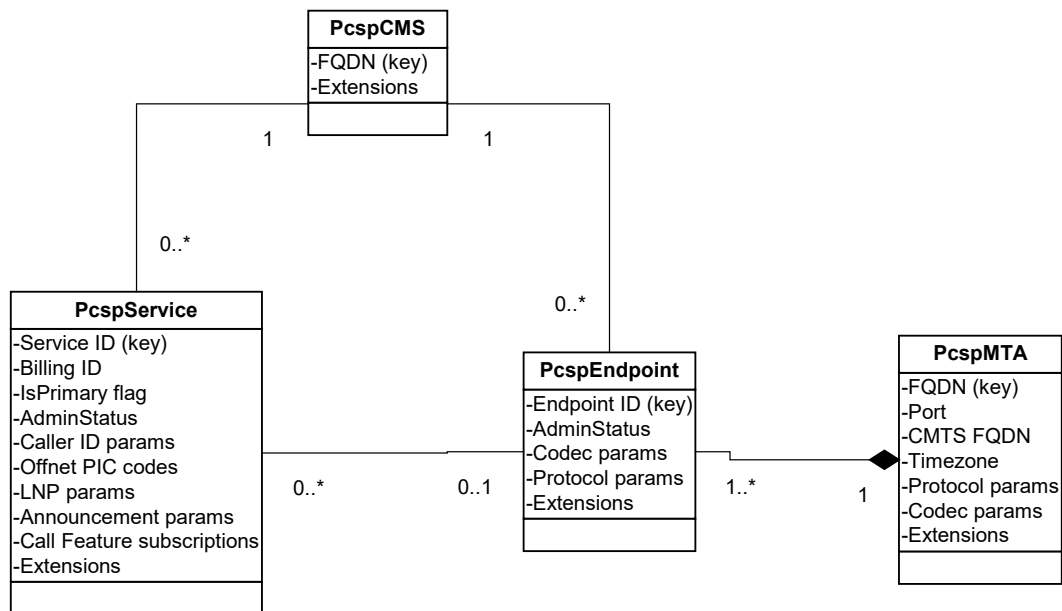 PcspCMS
-FQDN (key)
-Extensions
1
1
0..*
0..*
PcspService
-Service ID (key)
-Billing ID
-IsPrimary flag
-AdminStatus
-Caller ID params
-Offnet PIC codes
-LNP params
-Announcement params
-Call Feature subscriptions
-Extensions
0..*
0..1
PcspEndpoint
-Endpoint ID (key)
-AdminStatus
-Codec params
-Protocol params
-Extensions
1..*
1
PcspMTA
-FQDN (key)
-Port
-CMTS FQDN
-Timezone
-Protocol params
-Codec params
-Extensions